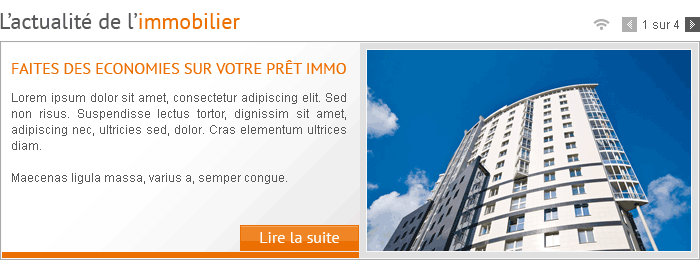 L’actualité de l’immobilier
1 sur 4
FAITES DES ECONOMIES SUR VOTRE PRÊT IMMO
Lorem ipsum dolor sit amet, consectetur adipiscing elit. Sed
non risus. Suspendisse lectus tortor, dignissim sit amet,
adipiscing nec, ultricies sed, dolor. Cras elementum ultrices
diam.
Maecenas ligula massa, varius a, semper congue.
Lire la suite